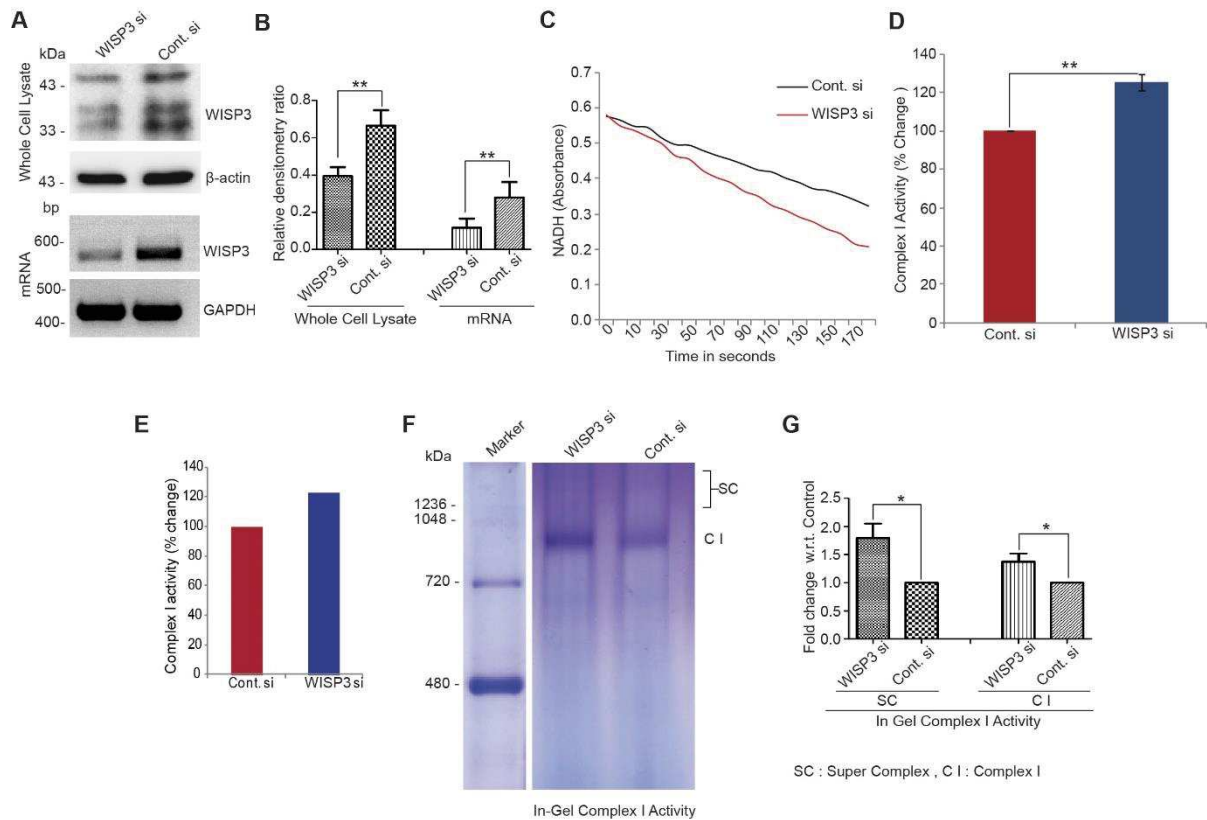 A
WISP3 si
Cont. si
kDa
Whole Cell Lysate
43 -
33 -
WISP3
43 -
β-actin
bp
mRNA
600-
WISP3
500-
400-
GAPDH
B
Relative densitometry ratio
0.8
0.6
0.4
0.2
0.0
**
**
WISP3 si
Cont. si
WISP3 si
Cont. si
Whole Cell Lysate
mRNA
C
NADH (Absorbance)
0.7
0.6
0.5
0.4
0.3
0.2
0.1
0.0
Cont. si
WISP3 si
0 10 30 50 70 90 110 130 150 170
Time in seconds
D
Complex I Activity (% Change )
140
120
100
80
60
40
20
0
**
Cont. si
WISP3 si
E
Complex I activity (% change)
140
120
100
80
60
40
20
0
Cont. si
WISP3 si
F
kDa
Marker
WISP3 si
Cont. si
1236 -
1048 -
720 -
480 -
SC
C I
In-Gel Complex I Activity
G
Fold change w.r.t. Control
2.5
2.0
1.5
1.0
0.5
0.0
*
*
WISP3 si
Cont. si
WISP3 si
Cont. si
SC
C I
In Gel Complex I Activity
SC : Super Complex , C I : Complex I